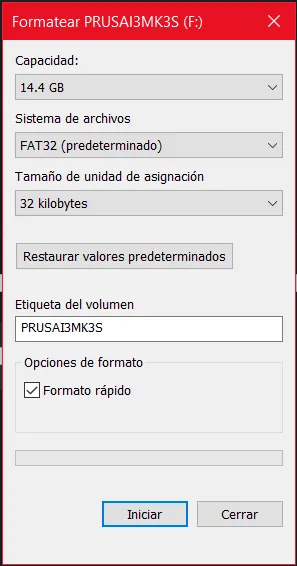 Formatear PRUSAI3MK3S (F:)
Capacidad:
14.4 GB
Sistema de archivos
FAT32 (predeterminado)
Tamaño de unidad de asignación
32 kilobytes
Restaurar valores predeterminados
Etiqueta del volumen
PRUSAI3MK3S
Opciones de formato
Formato rápido
Iniciar
Cerrar